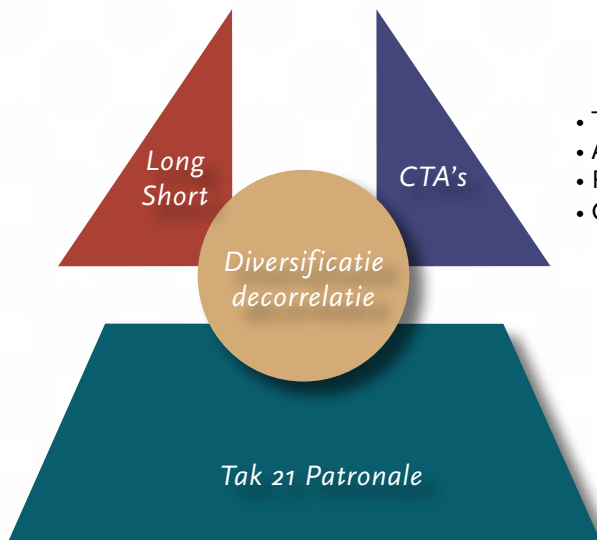 Long
Short
CTA's
Diversificatie
decorrelatie
Tak 21 Patronale